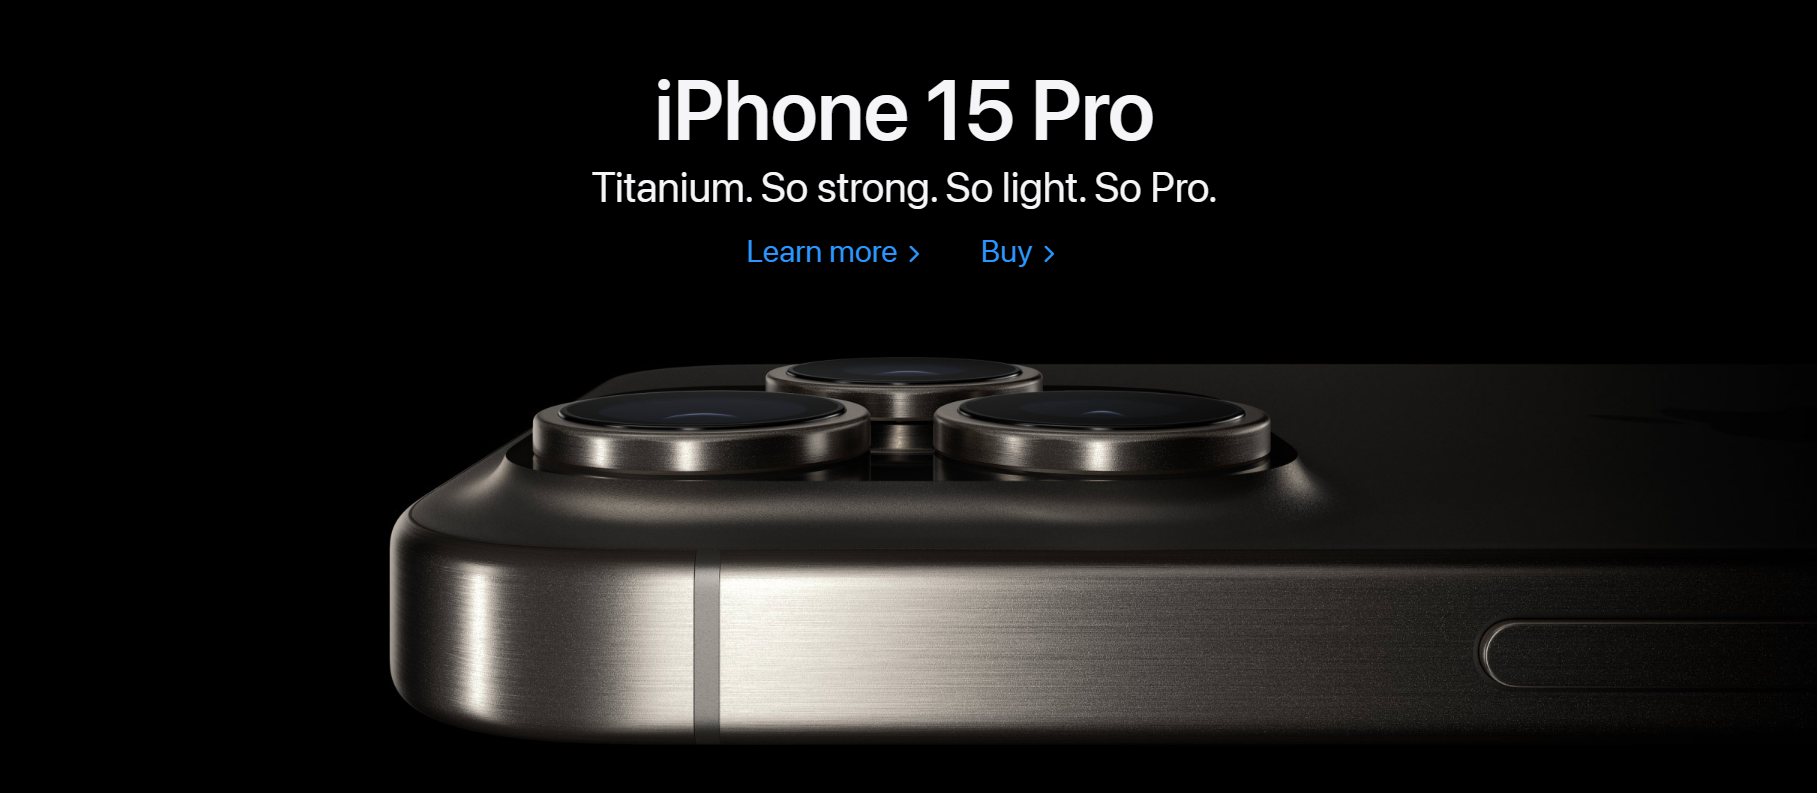 iPhone 15 Pro
Titanium. So strong. So light. So Pro.
Learn more > Buy >